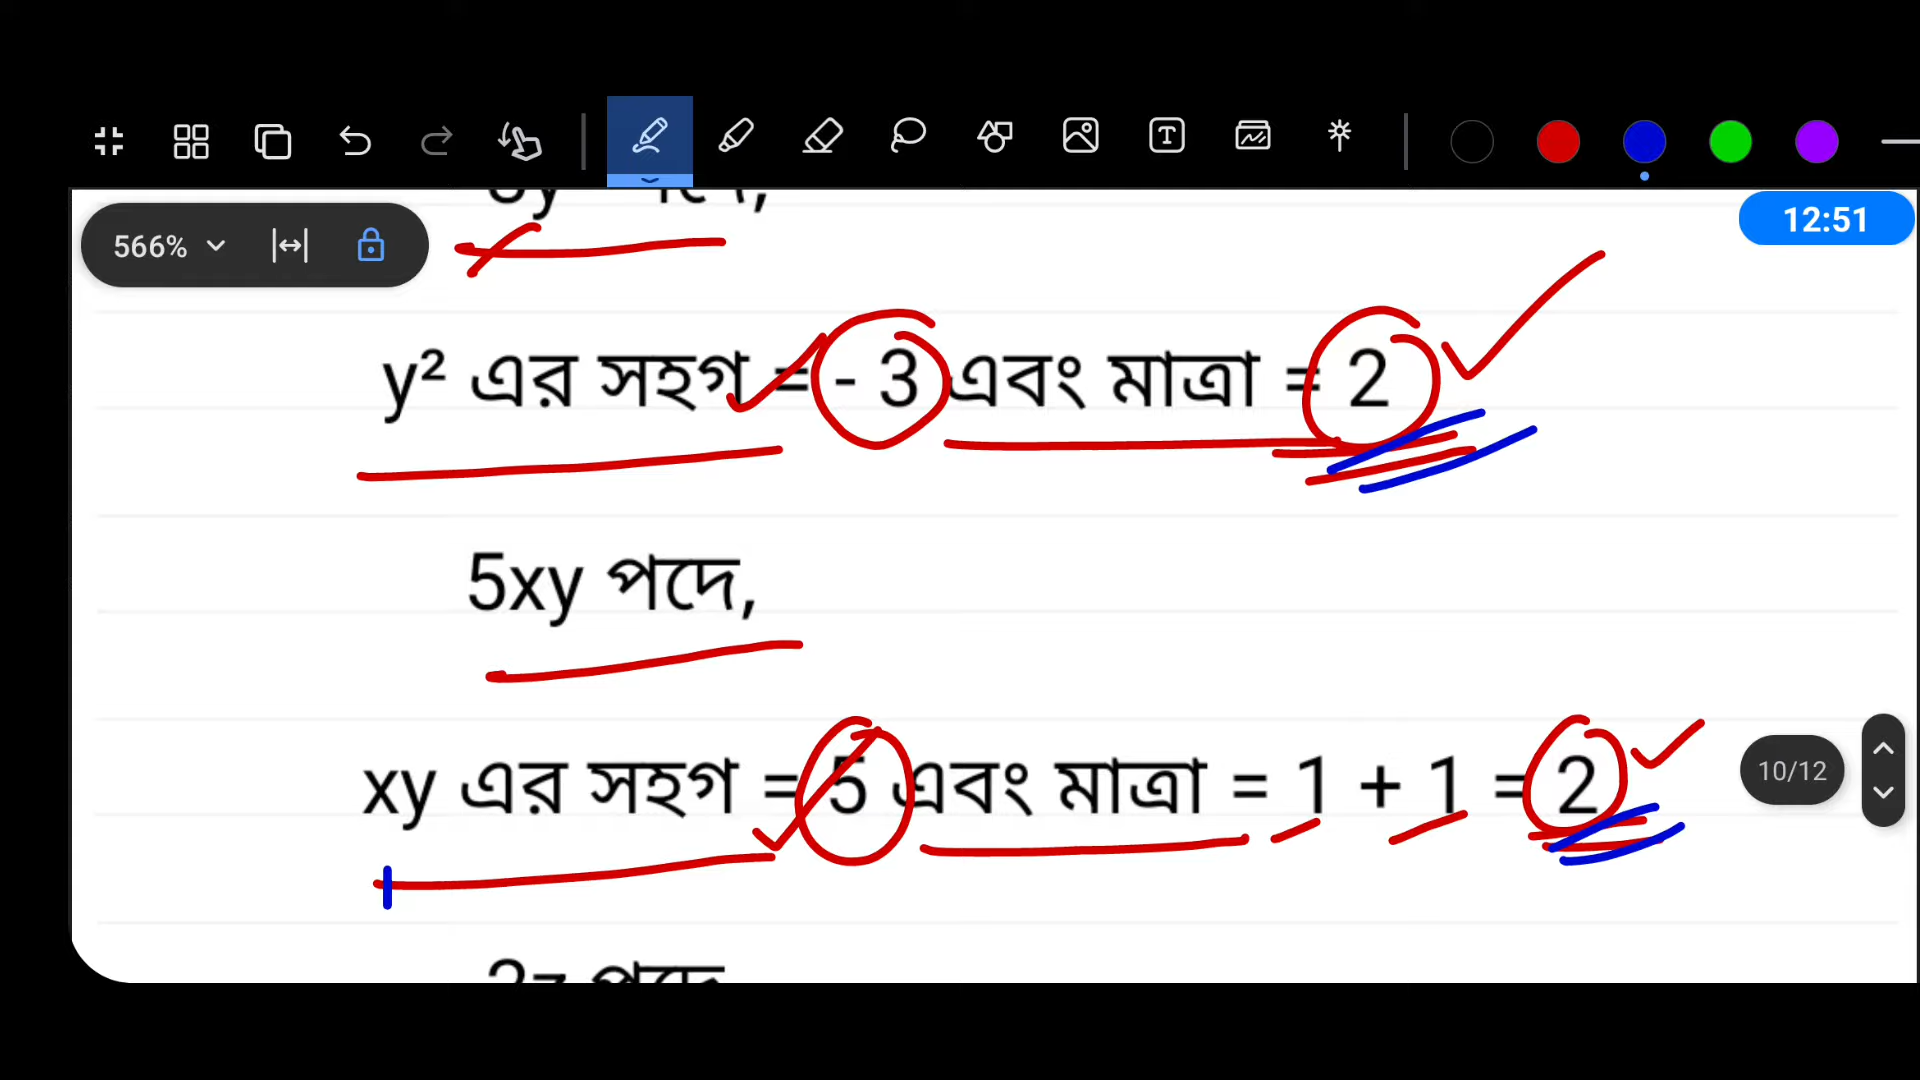 566%
12:51
y² এর সহগ = - 3 এবং মাত্রা = 2
5xy পদে,
xy এর সহগ = 5 এবং মাত্রা = 1 + 1 = 2
10/12